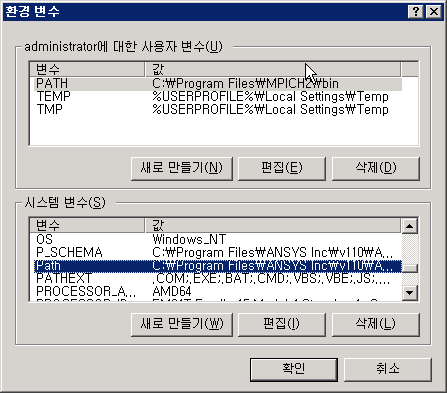 환경 변수
administrator에 대한 사용자 변수(U)
변수 값
PATH C:₩Program Files₩MPICH2₩bin
TEMP %USERPROFILE%₩Local Settings₩Temp
TMP %USERPROFILE%₩Local Settings₩Temp
새로 만들기(N) 편집(E) 삭제(D)
시스템 변수(S)
변수 값
OS Windows_NT
P_SCHEMA C:₩Program Files₩ANSYS Inc₩v110₩A...
Path C:₩Program Files₩ANSYS Inc₩v110₩A...
PATHEXT .COM;.EXE;.BAT;.CMD;.VBS;.VBE;.JS;....
PROCESSOR_A... AMD64
새로 만들기(W) 편집(I) 삭제(L)
확인 취소